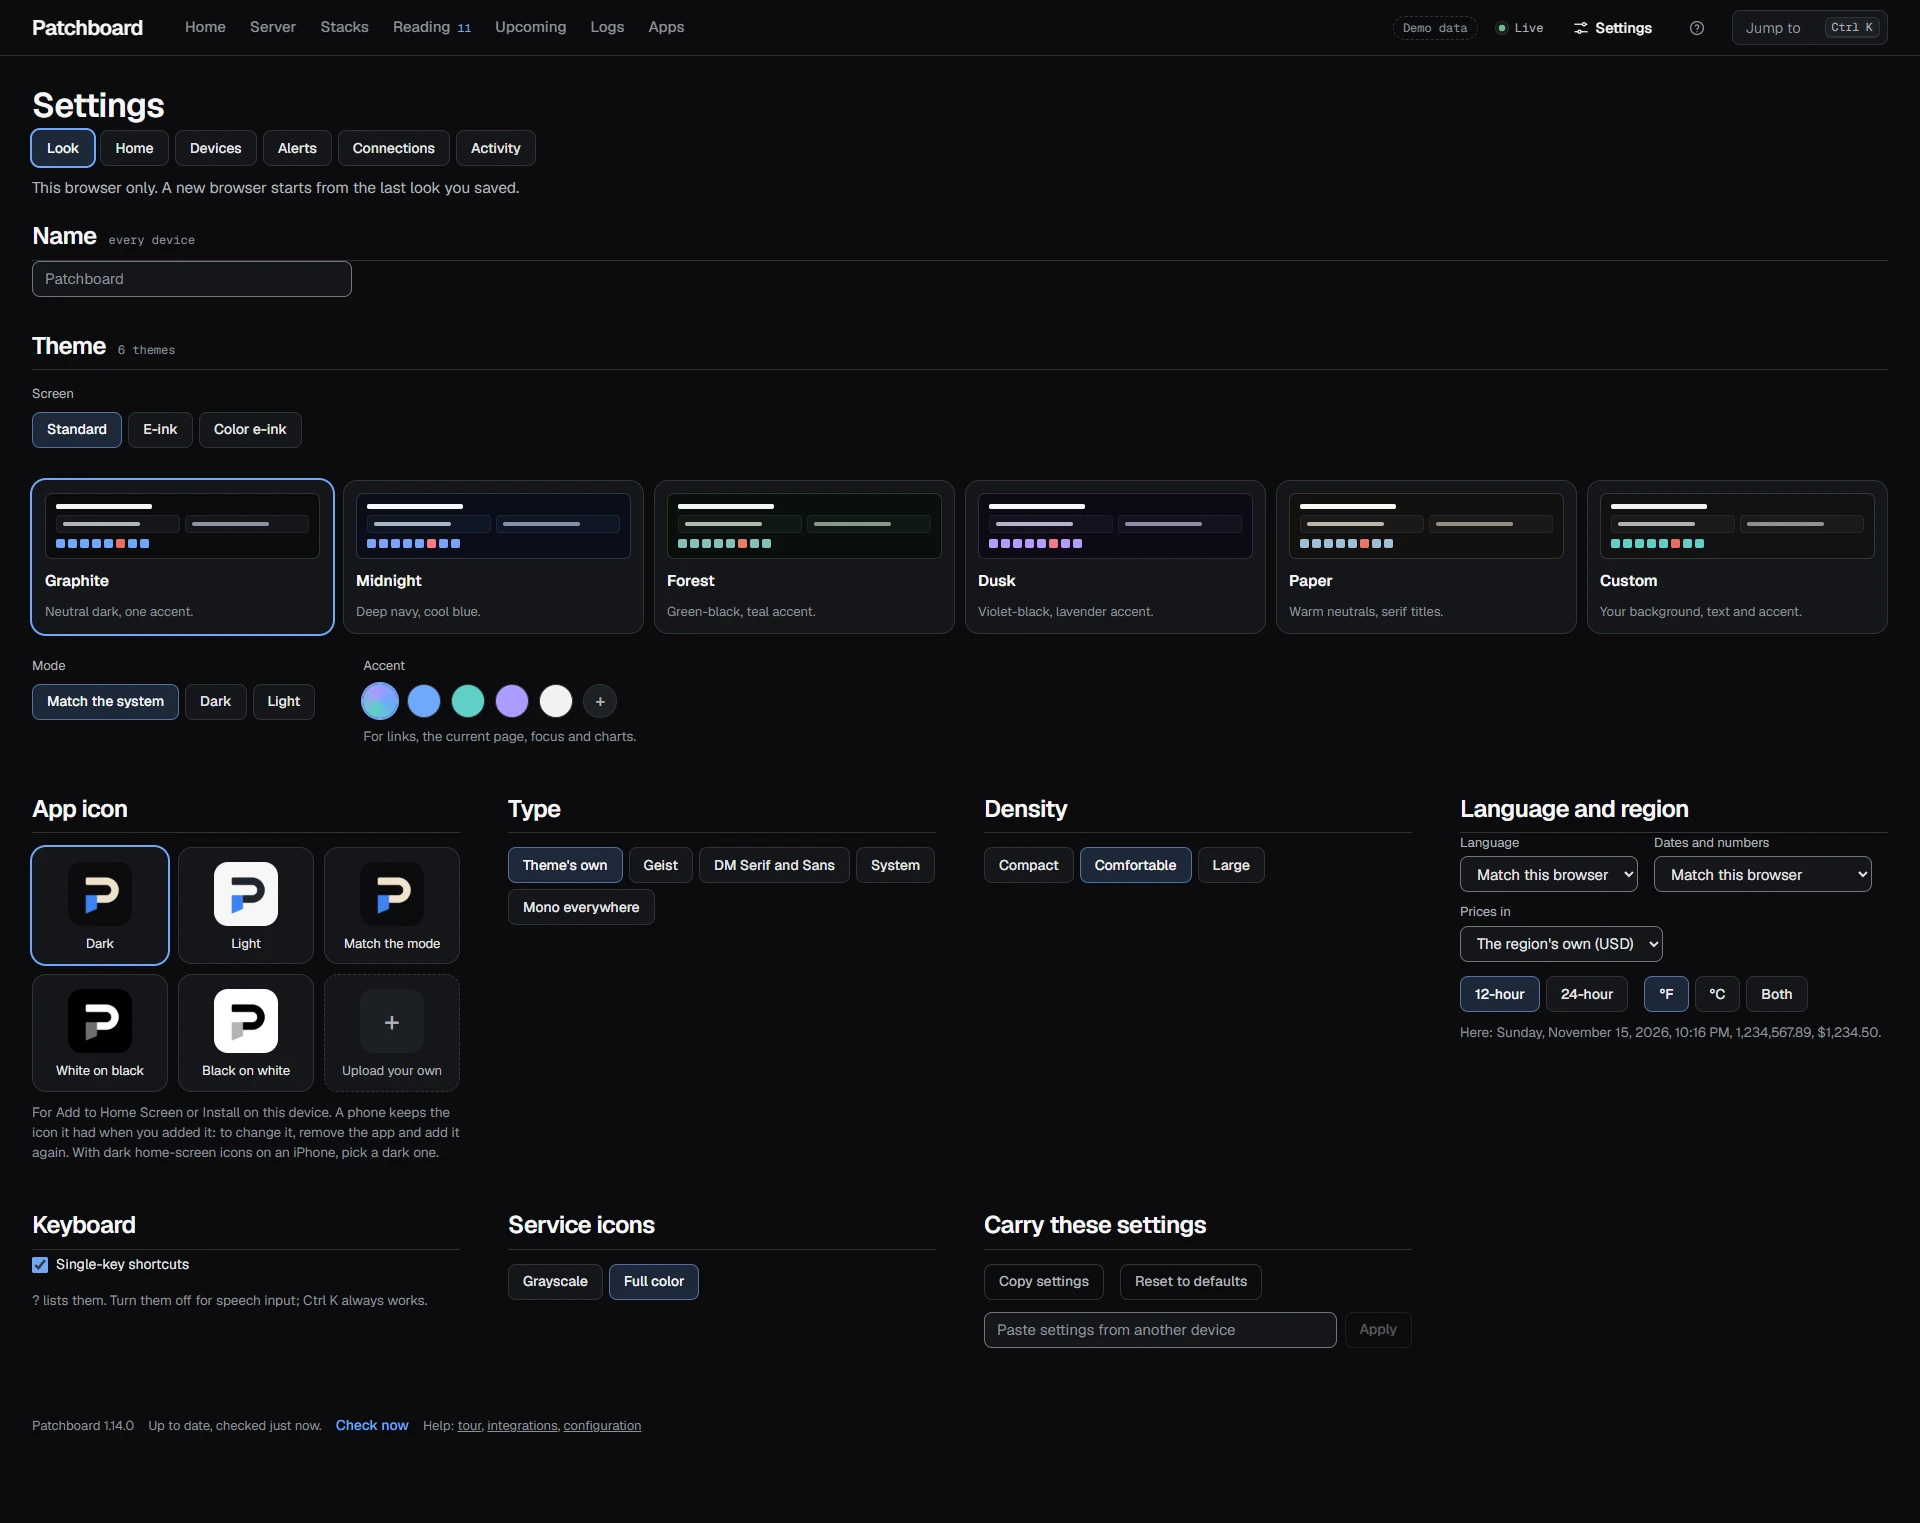 Patchboard Home Server Stacks Reading 11 Upcoming Logs Apps Demo data Live Settings ? Jump to Ctrl K
Settings
Look Home Devices Alerts Connections Activity
This browser only. A new browser starts from the last look you saved.
Name every device
Patchboard
Theme 6 themes
Screen
Standard E-ink Color e-ink
Graphite Midnight Forest Dusk Paper Custom
Neutral dark, one accent. Deep navy, cool blue. Green-black, teal accent. Violet-black, lavender accent. Warm neutrals, serif titles. Your background, text and accent.
Mode Accent
Match the system Dark Light +
For links, the current page, focus and charts.
App icon
Dark Light Match the mode
White on black Black on white + Upload your own
For Add to Home Screen or Install on this device. A phone keeps the
icon it had when you added it: to change it, remove the app and add it
again. With dark home-screen icons on an iPhone, pick a dark one.
Type
Theme's own Geist DM Serif and Sans System
Mono everywhere
Density
Compact Comfortable Large
Language and region
Language Dates and numbers
Match this browser Match this browser
Prices in
The region's own (USD)
12-hour 24-hour °F °C Both
Here: Sunday, November 15, 2026, 10:16 PM, 1,234,567.89, $1,234.50.
Keyboard
Single-key shortcuts
? lists them. Turn them off for speech input; Ctrl K always works.
Service icons
Grayscale Full color
Carry these settings
Copy settings Reset to defaults
Paste settings from another device Apply
Patchboard 1.14.0 Up to date, checked just now. Check now Help: tour, integrations, configuration